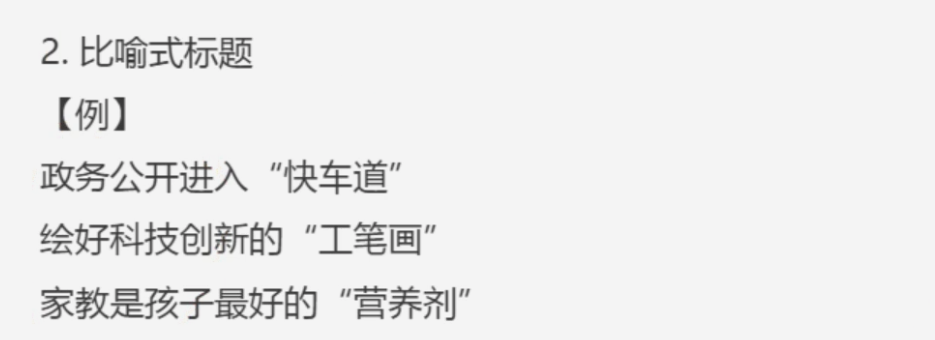 2. 比喻式标题
【例】
政务公开进入“快车道”
绘好科技创新的“工笔画”
家教是孩子最好的“营养剂”